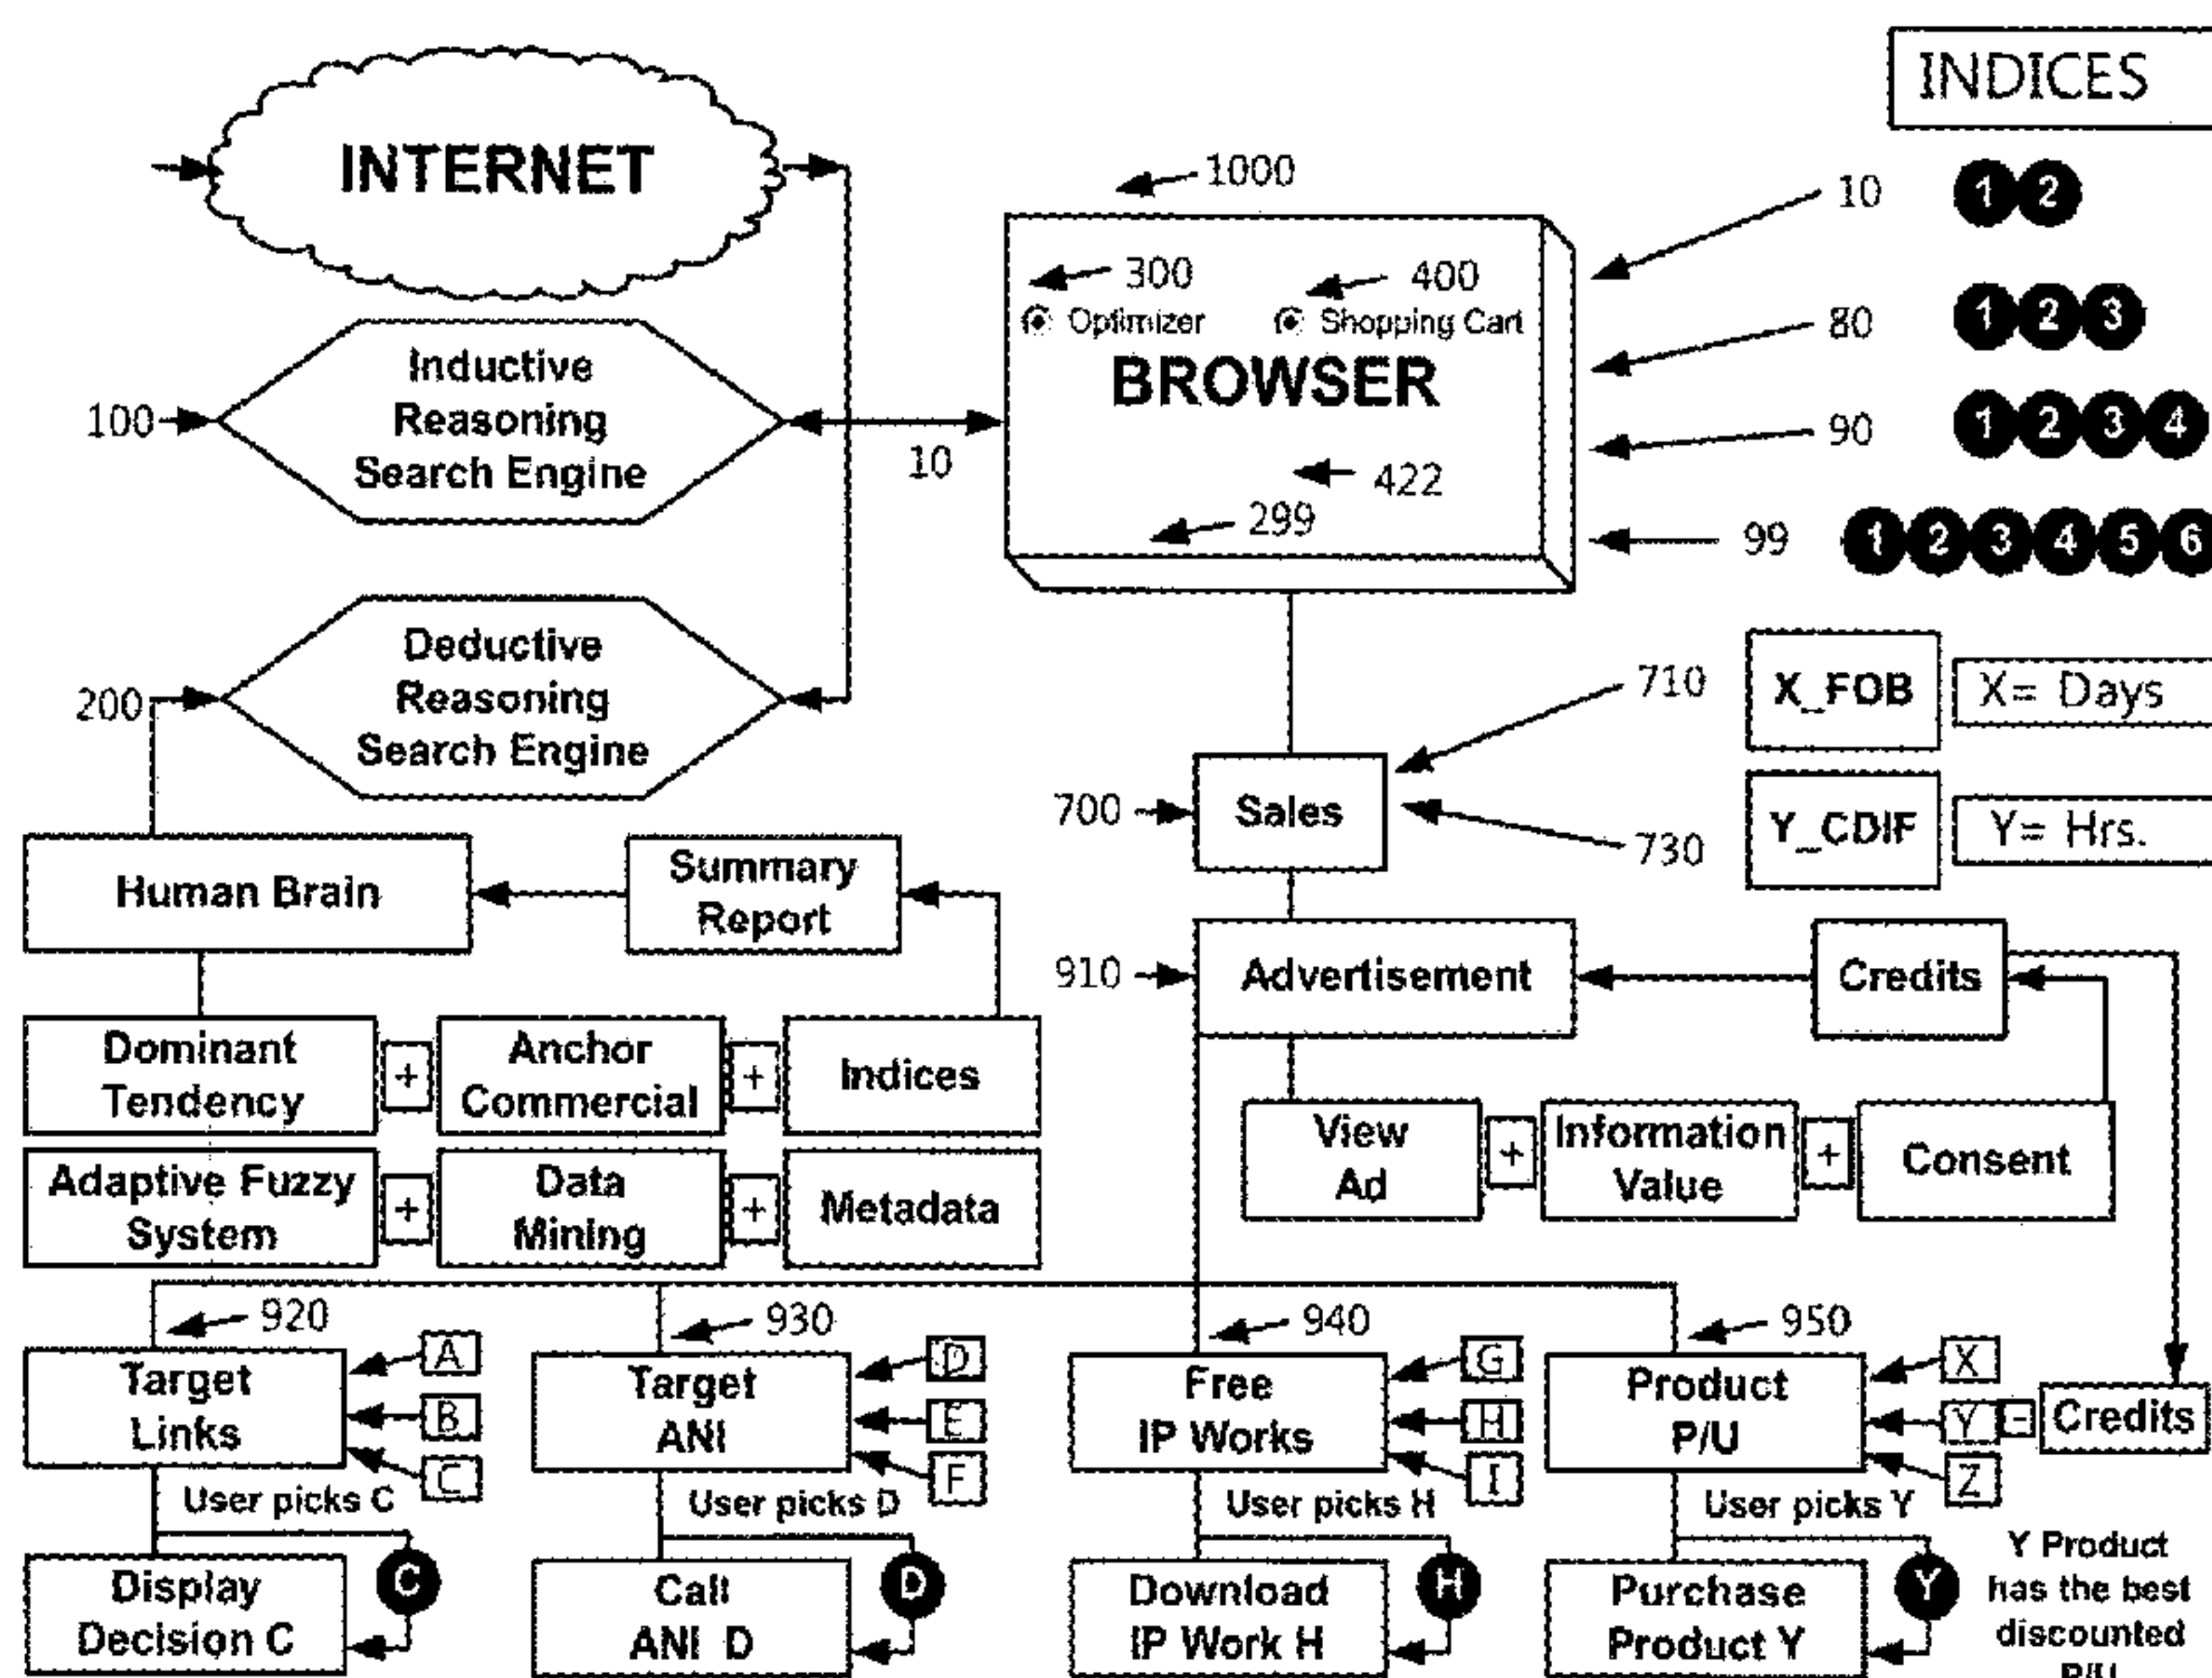 INDICES
INTERNET
1000
10
1 2
300
400
Optimizer
Shopping Cart
80
1 2 3
BROWSER
Inductive
Reasoning
Search Engine
100
10
90
1 2 3 4
422
299
99
1 2 3 4 5 6
Deductive
Reasoning
Search Engine
200
710
X_FOB
X= Days
700
Sales
730
Y_CDIF
Y= Hrs.
Human Brain
Summary
Report
910
Advertisement
Credits
Dominant
Tendency
+
Anchor
Commercial
+
Indices
View
Ad
+
Information
Value
+
Consent
Adaptive Fuzzy
System
+
Data
Mining
+
Metadata
920
930
940
950
Target
Links
A
B
C
Target
ANI
D
E
F
Free
IP Works
G
H
I
Product
P/U
X
Y
-
Credits
Z
User picks C
User picks D
User picks H
User picks Y
Display
Decision C
C
Call
ANI D
D
Download
IP Work H
H
Purchase
Product Y
Y
Y Product
has the best
discounted
P/U